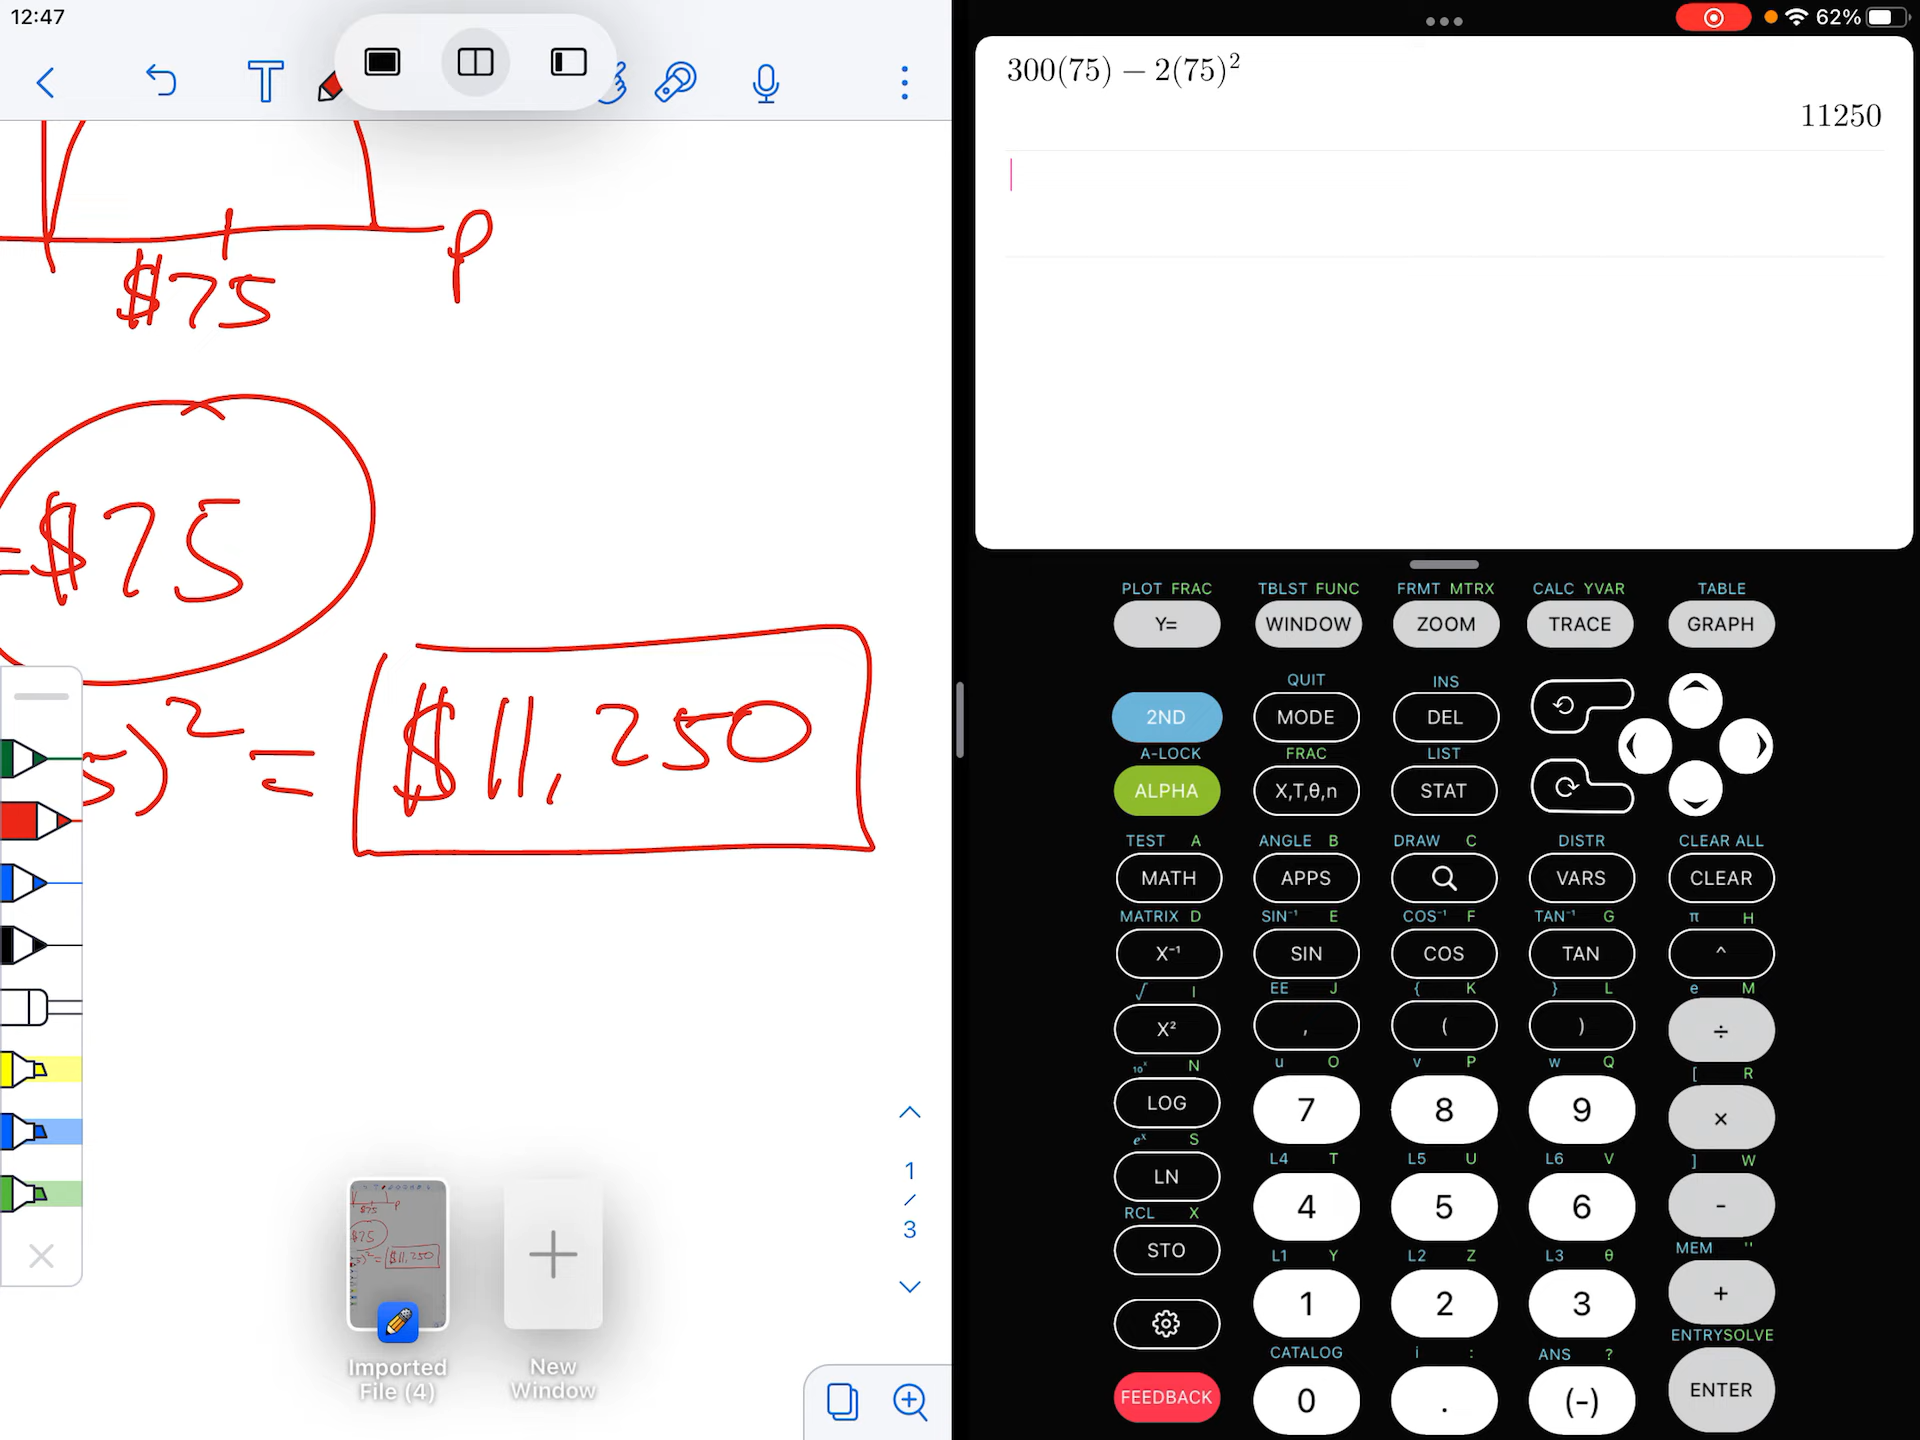 12:47
62%
T
p
$75
=$75
5)² = $11,250
1
/
3
Imported File (4)
New Window
300(75) − 2(75)²
11250
PLOT FRAC TBLST FUNC FRMT MTRX CALC YVAR TABLE
Y= WINDOW ZOOM TRACE GRAPH
QUIT INS
2ND MODE DEL
A-LOCK FRAC LIST
ALPHA X,T,θ,n STAT
TEST A ANGLE B DRAW C DISTR CLEAR ALL
MATH APPS VARS CLEAR
MATRIX D SIN⁻¹ E COS⁻¹ F TAN⁻¹ G π H
X⁻¹ SIN COS TAN ^
√ I EE J { K } L e M
X² , ( ) ÷
10ˣ N u O v P w Q [ R
LOG 7 8 9 ×
eˣ S L4 T L5 U L6 V ] W
LN 4 5 6 -
RCL X L1 Y L2 Z L3 θ MEM "
STO 1 2 3 +
CATALOG i : ANS ? ENTRY SOLVE
FEEDBACK 0 . (-) ENTER